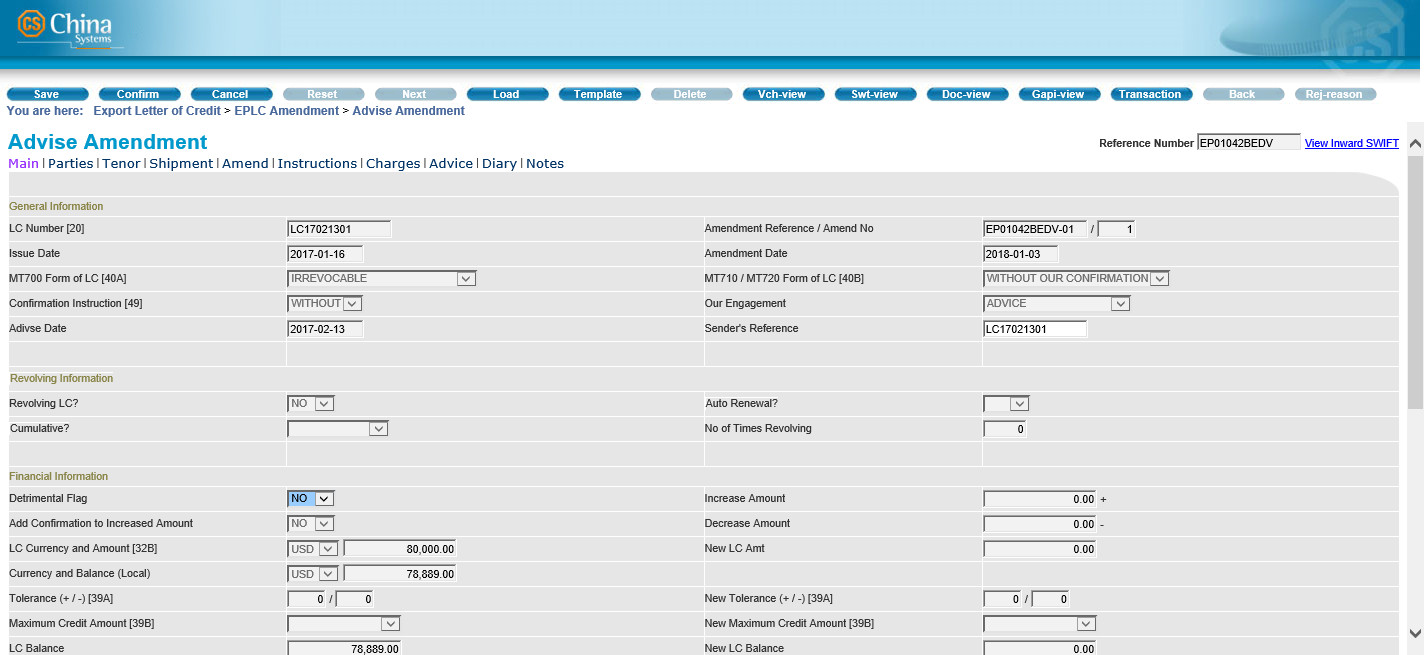 CS China
Systems
CSI
Save Confirm Cancel Reset Next Load Template Delete Vch-view Swt-view Doc-view Gapi-view Transaction Back Rej-reason
You are here: Export Letter of Credit > EPLC Amendment > Advise Amendment
Advise Amendment
Reference Number EP01042BEDV View Inward SWIFT
Main | Parties | Tenor | Shipment | Amend | Instructions | Charges | Advice | Diary | Notes
General Information
LC Number [20] LC17021301 Amendment Reference / Amend No EP01042BEDV-01 / 1
Issue Date 2017-01-16 Amendment Date 2018-01-03
MT700 Form of LC [40A] IRREVOCABLE MT710 / MT720 Form of LC [40B] WITHOUT OUR CONFIRMATION
Confirmation Instruction [49] WITHOUT Our Engagement ADVICE
Adivse Date 2017-02-13 Sender's Reference LC17021301
Revolving Information
Revolving LC? NO Auto Renewal?
Cumulative? No of Times Revolving 0
Financial Information
Detrimental Flag NO Increase Amount 0.00 +
Add Confirmation to Increased Amount NO Decrease Amount 0.00 -
LC Currency and Amount [32B] USD 80,000.00 New LC Amt 0.00
Currency and Balance (Local) USD 78,889.00
Tolerance (+ / -) [39A] 0 / 0 New Tolerance (+ / -) [39A] 0 / 0
Maximum Credit Amount [39B] New Maximum Credit Amount [39B]
LC Balance 78,889.00 New LC Balance 0.00